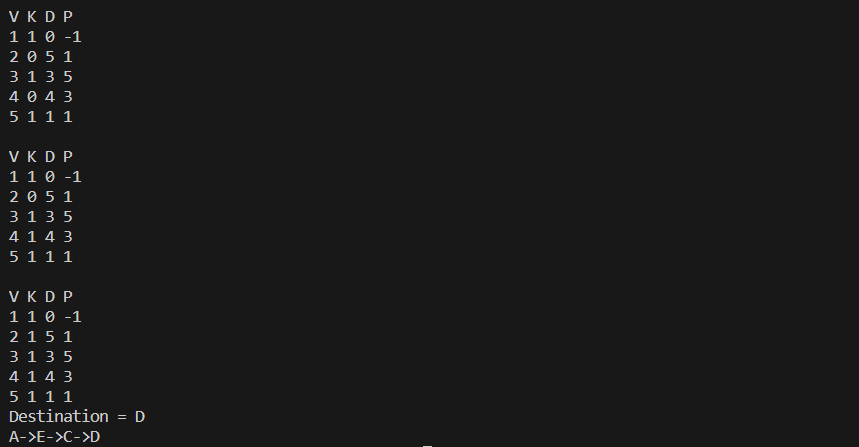 V K D P
1 1 0 -1
2 0 5 1
3 1 3 5
4 0 4 3
5 1 1 1
V K D P
1 1 0 -1
2 0 5 1
3 1 3 5
4 1 4 3
5 1 1 1
V K D P
1 1 0 -1
2 1 5 1
3 1 3 5
4 1 4 3
5 1 1 1
Destination = D
A->E->C->D